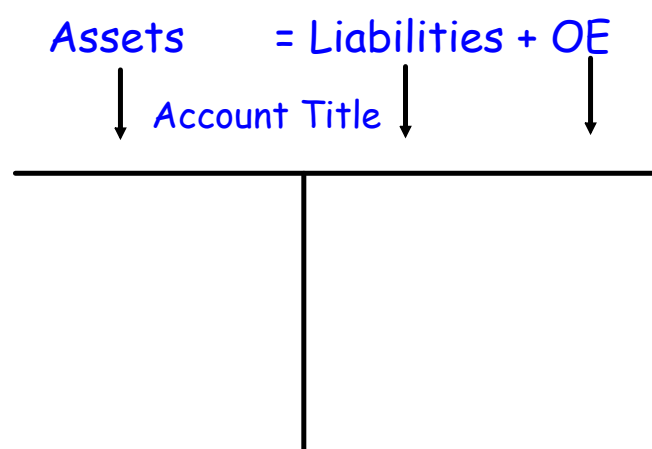 Assets = Liabilities + OE
Account Title